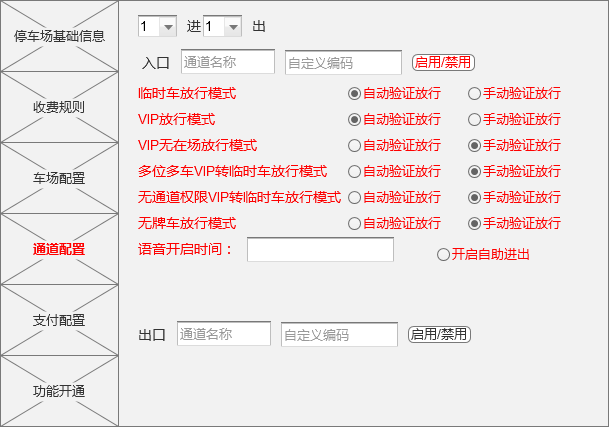 停车场基础信息
收费规则
车场配置
通道配置
支付配置
功能开通
1 进 1 出
入口 通道名称 自定义编码 启用/禁用
临时车放行模式 自动验证放行 手动验证放行
VIP放行模式 自动验证放行 手动验证放行
VIP无在场放行模式 自动验证放行 手动验证放行
多位多车VIP转临时车放行模式 自动验证放行 手动验证放行
无通道权限VIP转临时车放行模式 自动验证放行 手动验证放行
无牌车放行模式 自动验证放行 手动验证放行
语音开启时间： 开启自助进出
出口 通道名称 自定义编码 启用/禁用